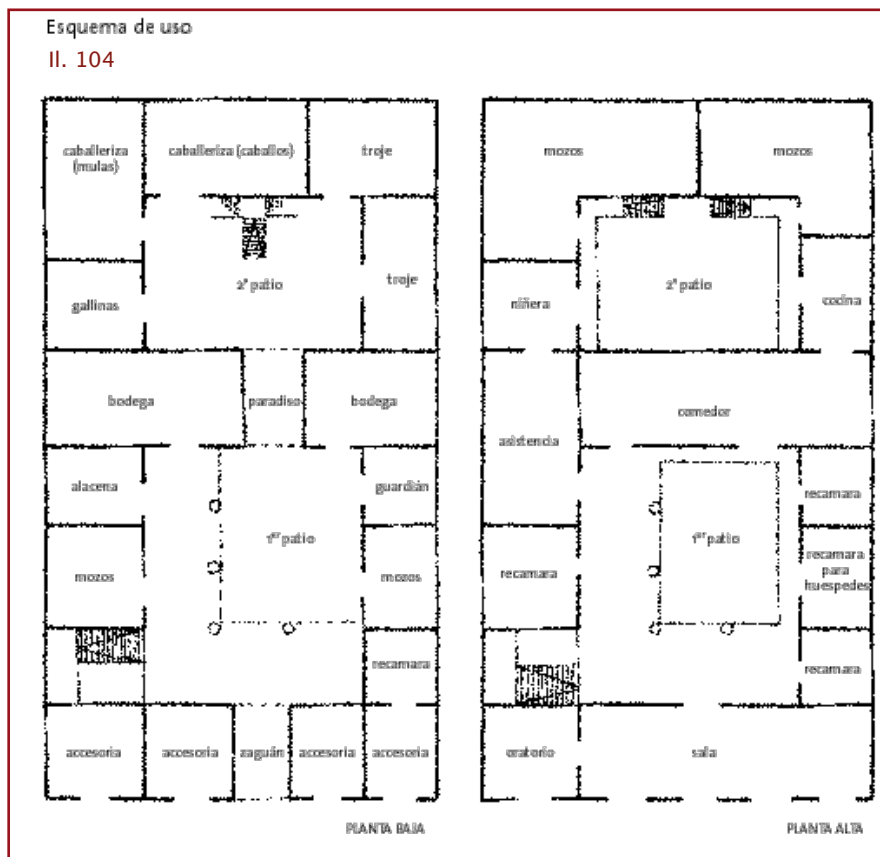 Esquema de uso
Il. 104
caballeriza
(mulas)
caballeriza (caballos)
troje
gallinas
2º patio
troje
bodega
paradiso
bodega
alacena
guardián
1er patio
mozos
mozos
recamara
accesoria
accesoria
zaguán
accesoria
accesoria
PLANTA BAJA
mozos
mozos
niñera
2º patio
cocina
asistencia
comedor
recamara
1er patio
recamara
recamara
para
huespedes
recamara
oratorio
sala
PLANTA ALTA